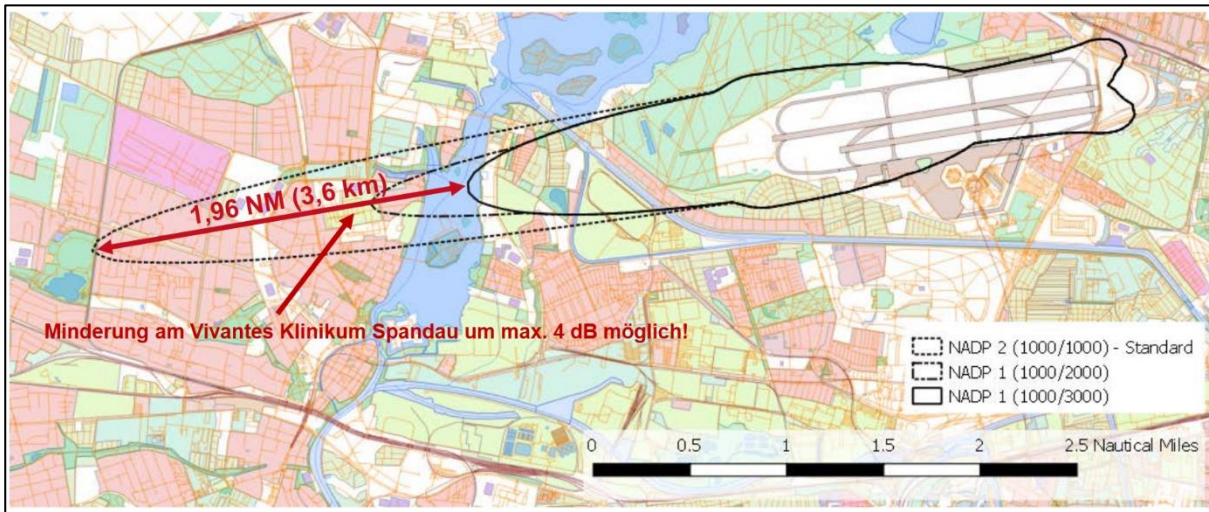 1,96 NM (3,6 km)
Minderung am Vivantes Klinikum Spandau um max. 4 dB möglich!
NADP 2 (1000/1000) - Standard
NADP 1 (1000/2000)
NADP 1 (1000/3000)
0 0.5 1 1.5 2 2.5 Nautical Miles